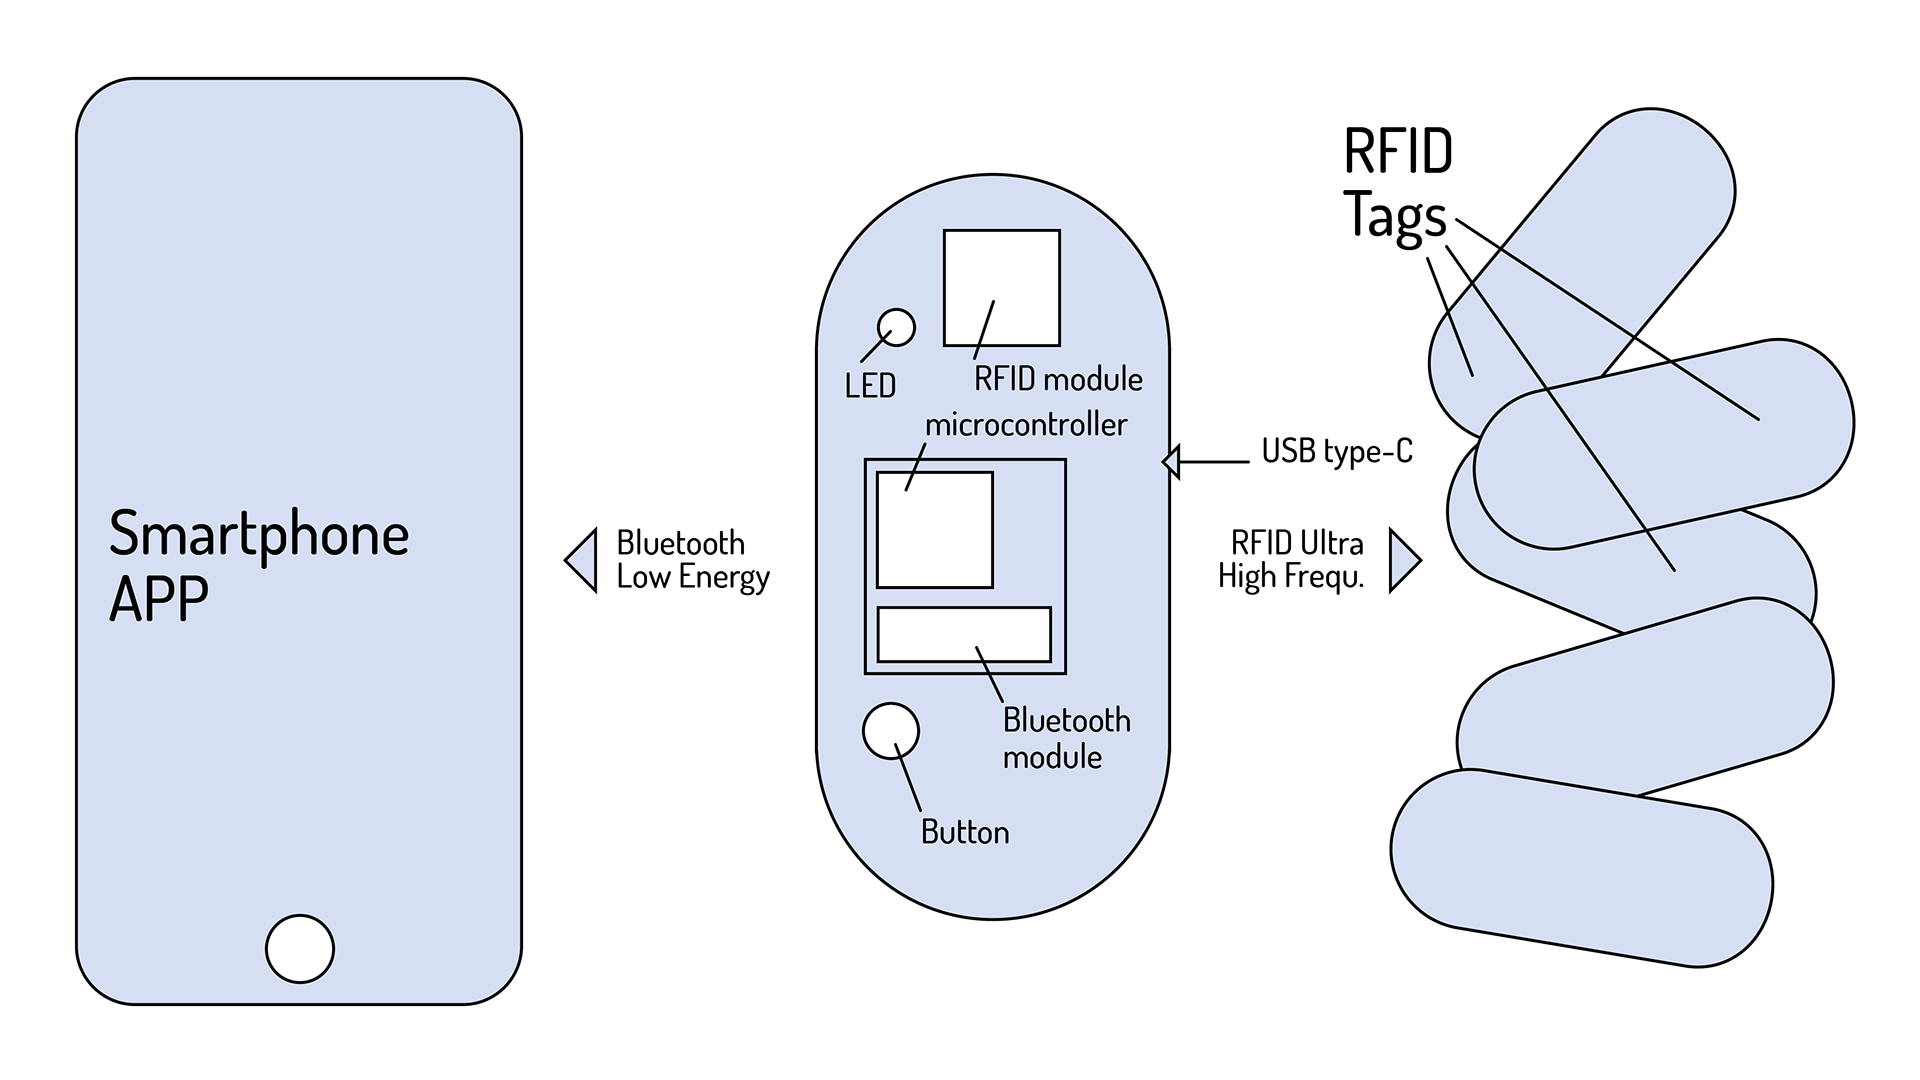 Smartphone
APP
Bluetooth
Low Energy
LED
RFID module
microcontroller
Bluetooth
module
Button
USB type-C
RFID Ultra
High Frequ.
RFID
Tags